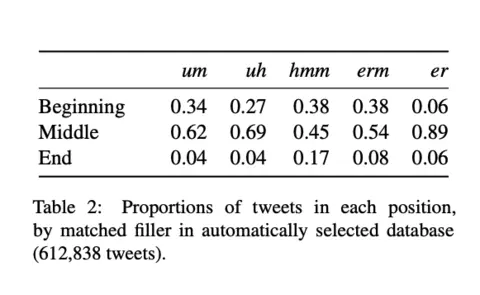 um uh hmm erm er
Beginning 0.34 0.27 0.38 0.38 0.06
Middle 0.62 0.69 0.45 0.54 0.89
End 0.04 0.04 0.17 0.08 0.06
Table 2: Proportions of tweets in each position,
by matched filler in automatically selected database
(612,838 tweets).